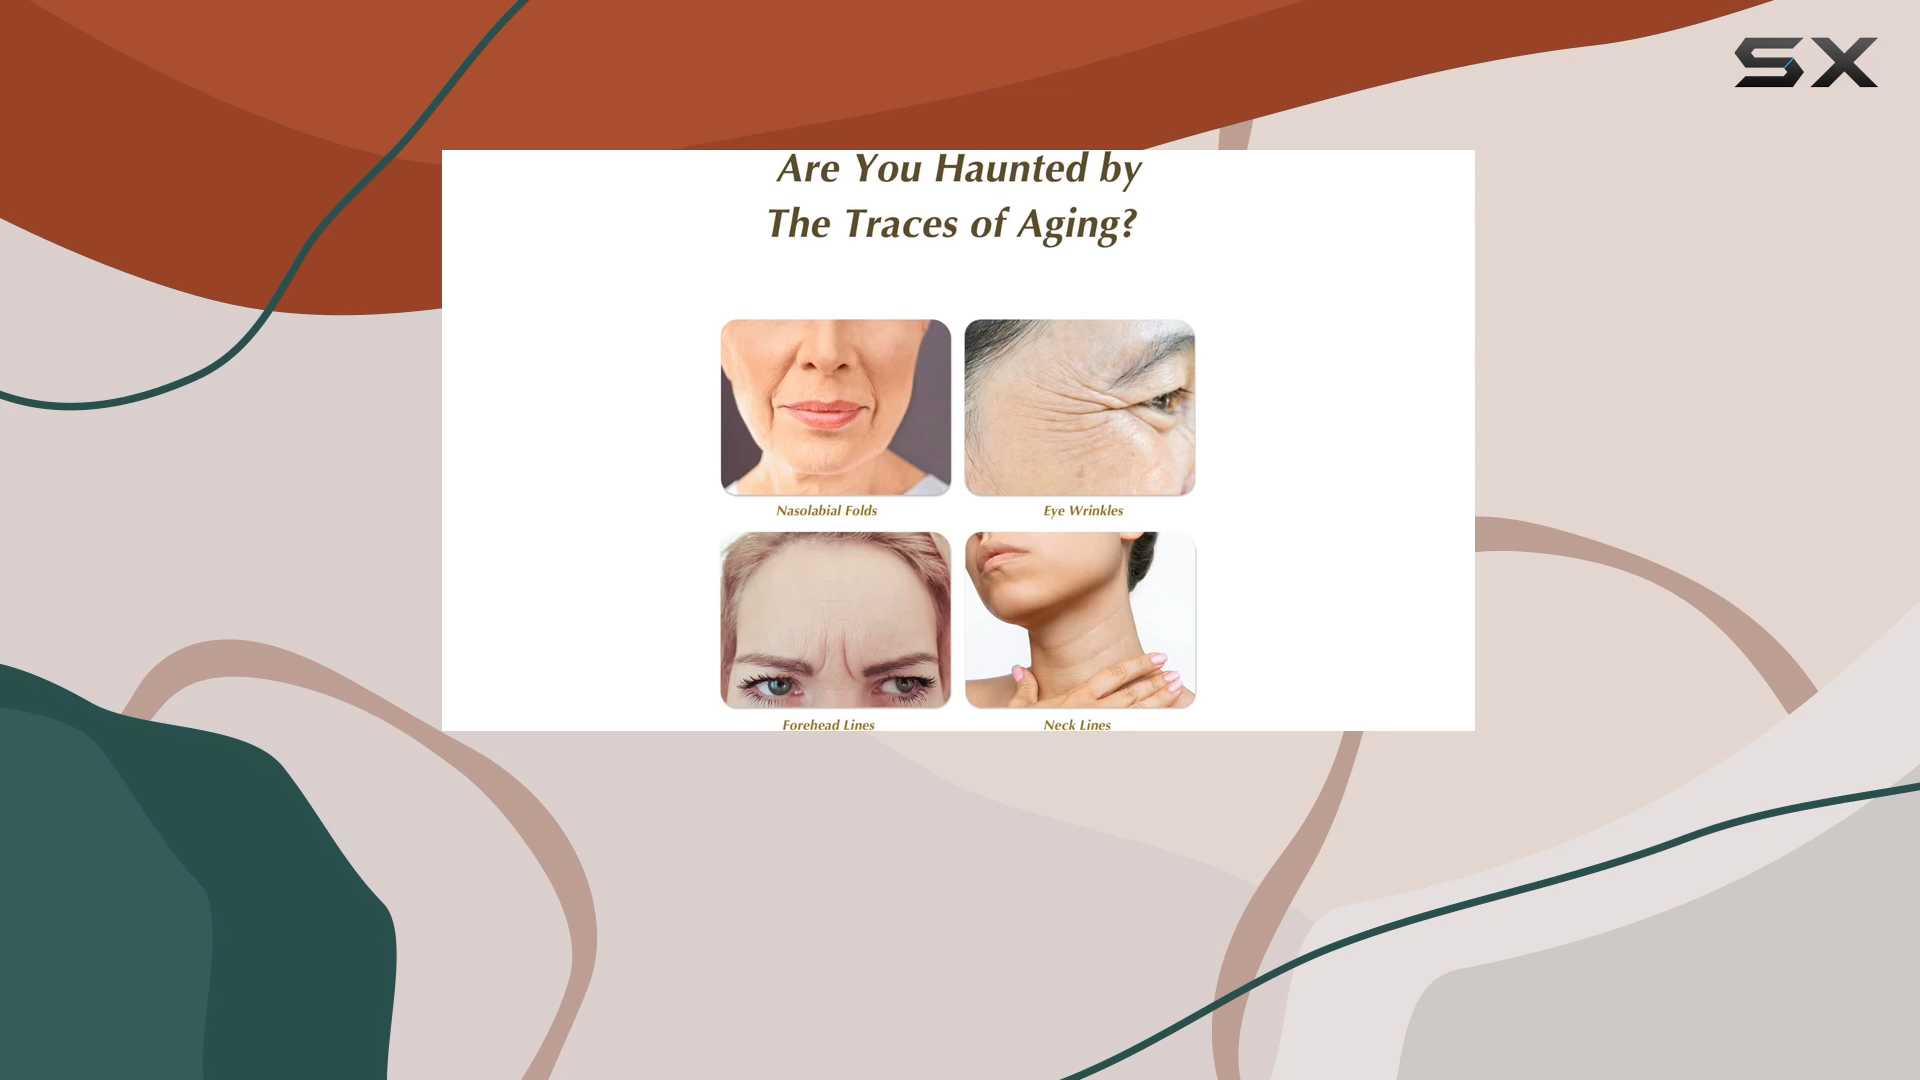 SX
Are You Haunted by
The Traces of Aging?
Nasolabial Folds
Eye Wrinkles
Forehead Lines
Neck Lines